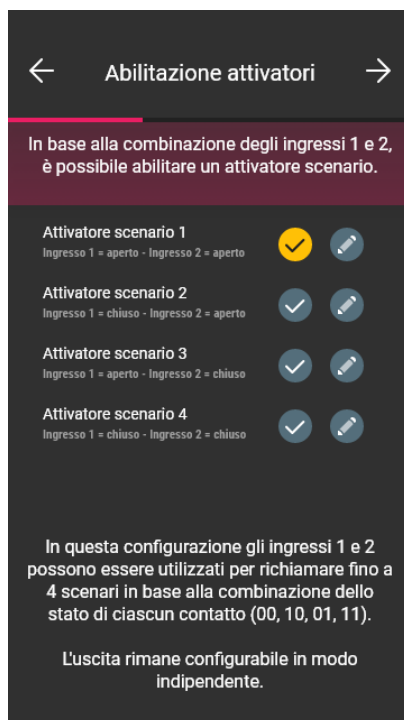 Abilitazione attivatori
In base alla combinazione degli ingressi 1 e 2,
è possibile abilitare un attivatore scenario.
Attivatore scenario 1
Ingresso 1 = aperto - Ingresso 2 = aperto
Attivatore scenario 2
Ingresso 1 = chiuso - Ingresso 2 = aperto
Attivatore scenario 3
Ingresso 1 = aperto - Ingresso 2 = chiuso
Attivatore scenario 4
Ingresso 1 = chiuso - Ingresso 2 = chiuso
In questa configurazione gli ingressi 1 e 2
possono essere utilizzati per richiamare fino a
4 scenari in base alla combinazione dello
stato di ciascun contatto (00, 10, 01, 11).
L'uscita rimane configurabile in modo
indipendente.